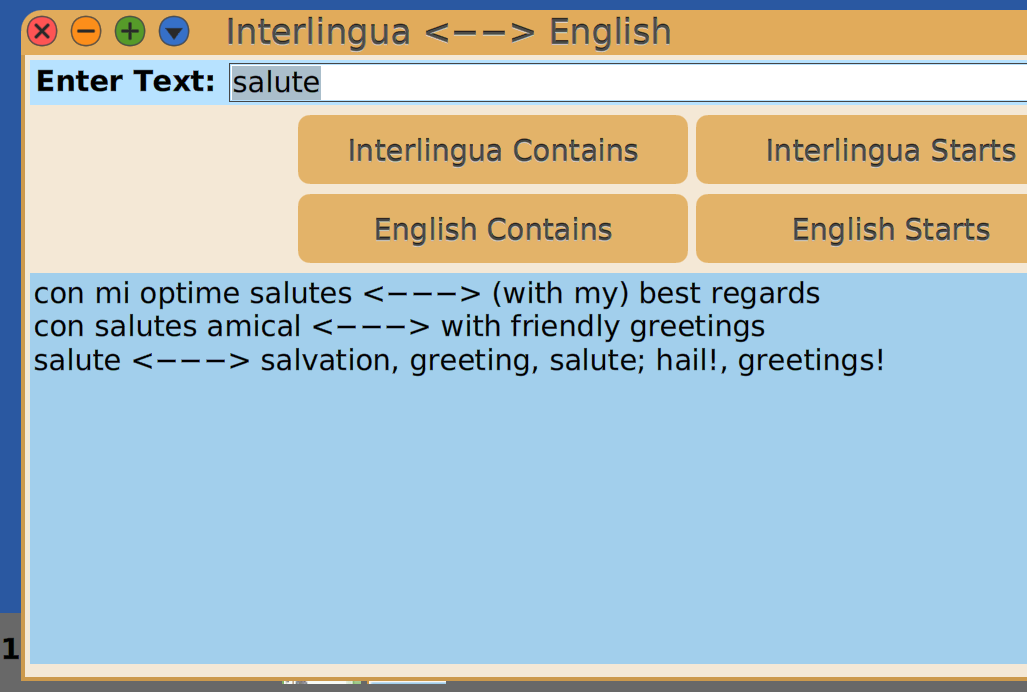 Interlingua <−−> English
Enter Text: salute
Interlingua Contains Interlingua Starts
English Contains English Starts
con mi optime salutes <−−−> (with my) best regards
con salutes amical <−−−> with friendly greetings
salute <−−−> salvation, greeting, salute; hail!, greetings!
1